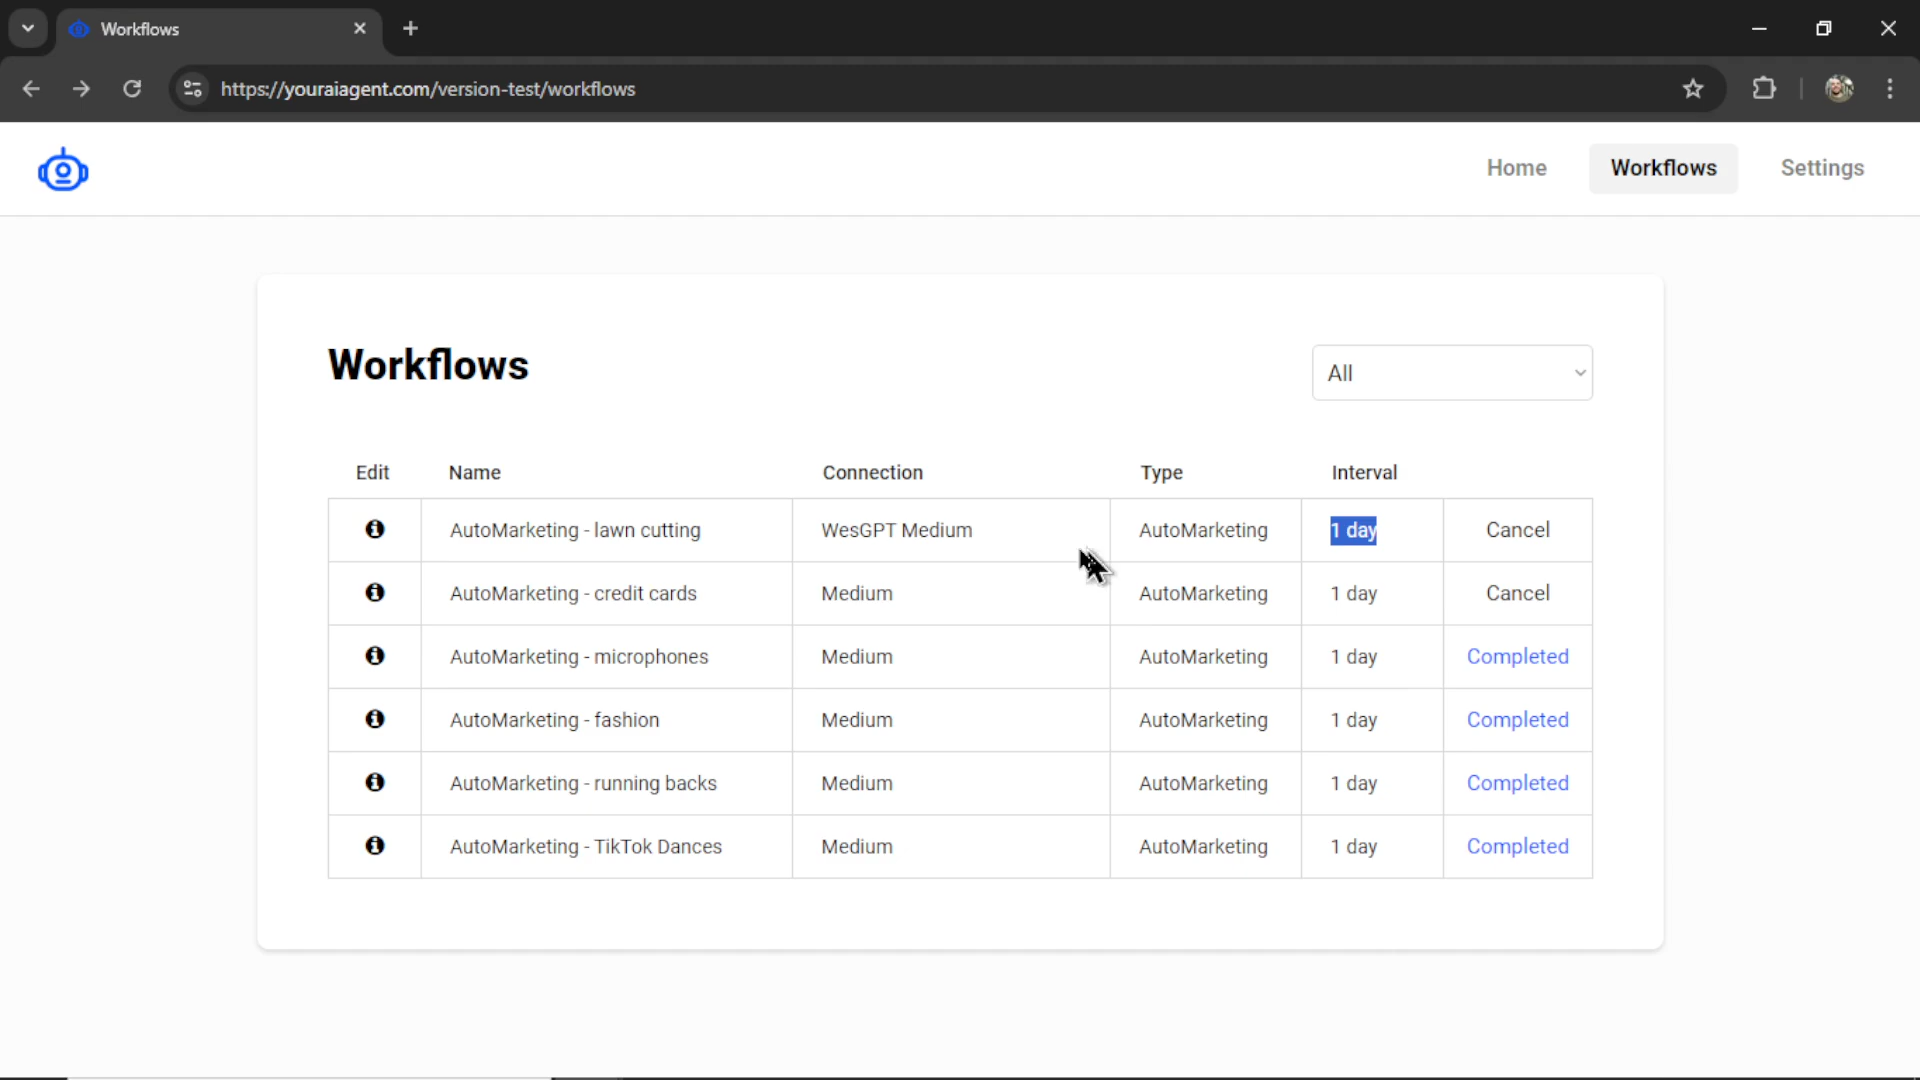 Workflows
https://youraiagent.com/version-test/workflows
Home Workflows Settings
Workflows
All
Edit Name Connection Type Interval
AutoMarketing - lawn cutting WesGPT Medium AutoMarketing 1 day Cancel
AutoMarketing - credit cards Medium AutoMarketing 1 day Cancel
AutoMarketing - microphones Medium AutoMarketing 1 day Completed
AutoMarketing - fashion Medium AutoMarketing 1 day Completed
AutoMarketing - running backs Medium AutoMarketing 1 day Completed
AutoMarketing - TikTok Dances Medium AutoMarketing 1 day Completed